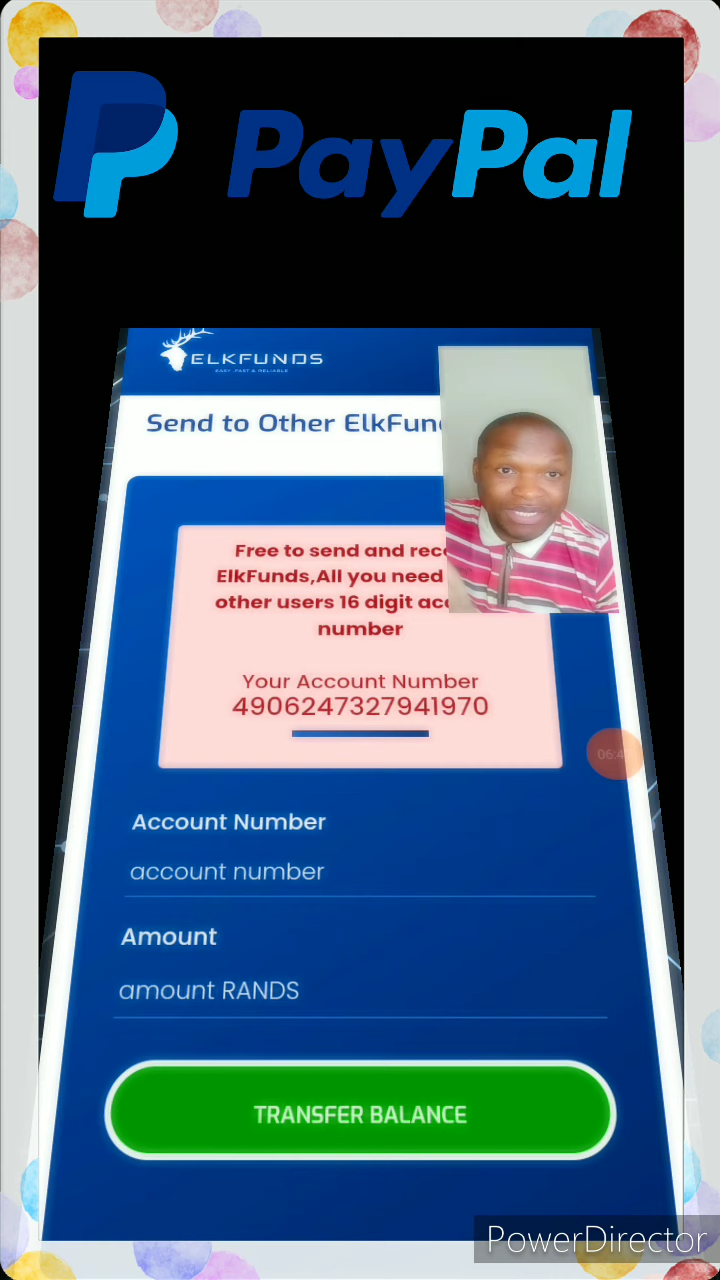 PayPal
ELKFUNDS
EASY ,FAST & RELIABLE
Send to Other ElkFun
Free to send and rec
ElkFunds,All you need
other users 16 digit ac
number
Your Account Number
4906247327941970
06:4
Account Number
account number
Amount
amount RANDS
TRANSFER BALANCE
PowerDirector